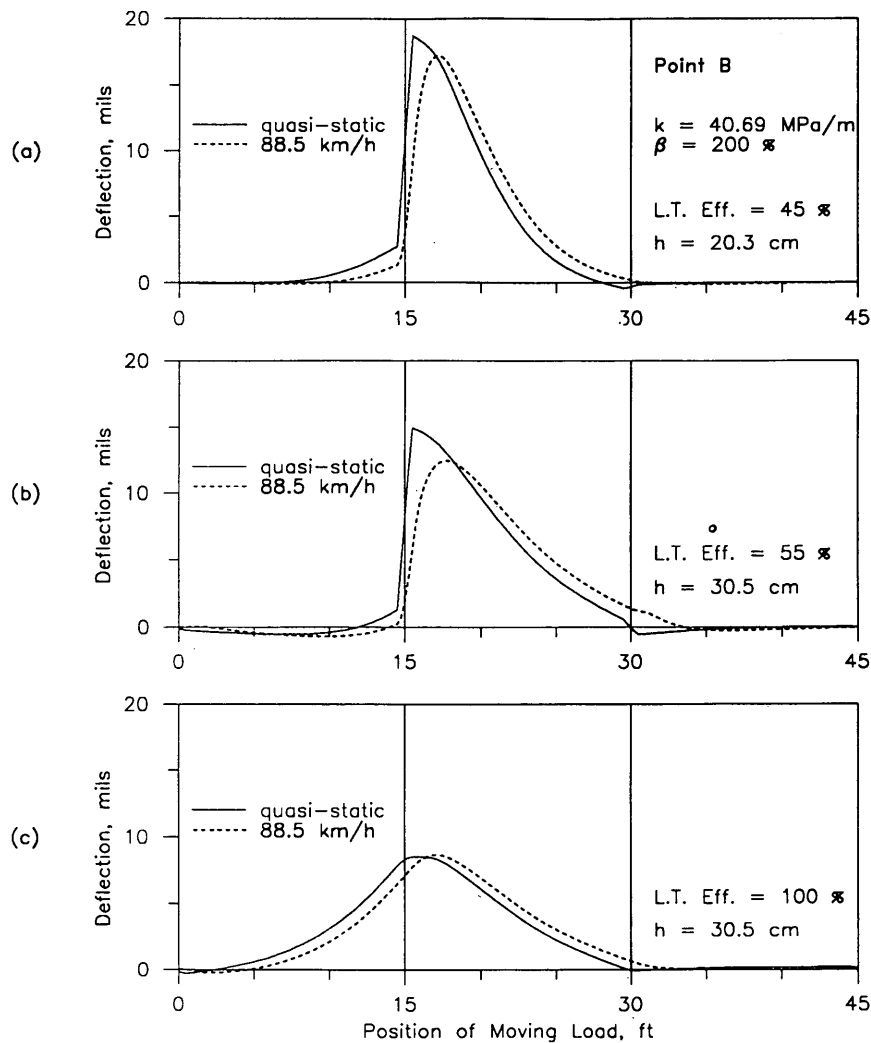 (a)
Deflection, mils
20
10
0
quasi-static
88.5 km/h
Point B
k = 40.69 MPa/m
β = 200 %
L.T. Eff. = 45 %
h = 20.3 cm
0
15
30
45
(b)
Deflection, mils
20
10
0
quasi-static
88.5 km/h
L.T. Eff. = 55 %
h = 30.5 cm
0
15
30
45
(c)
Deflection, mils
20
10
0
quasi-static
88.5 km/h
L.T. Eff. = 100 %
h = 30.5 cm
0
15
30
45
Position of Moving Load, ft